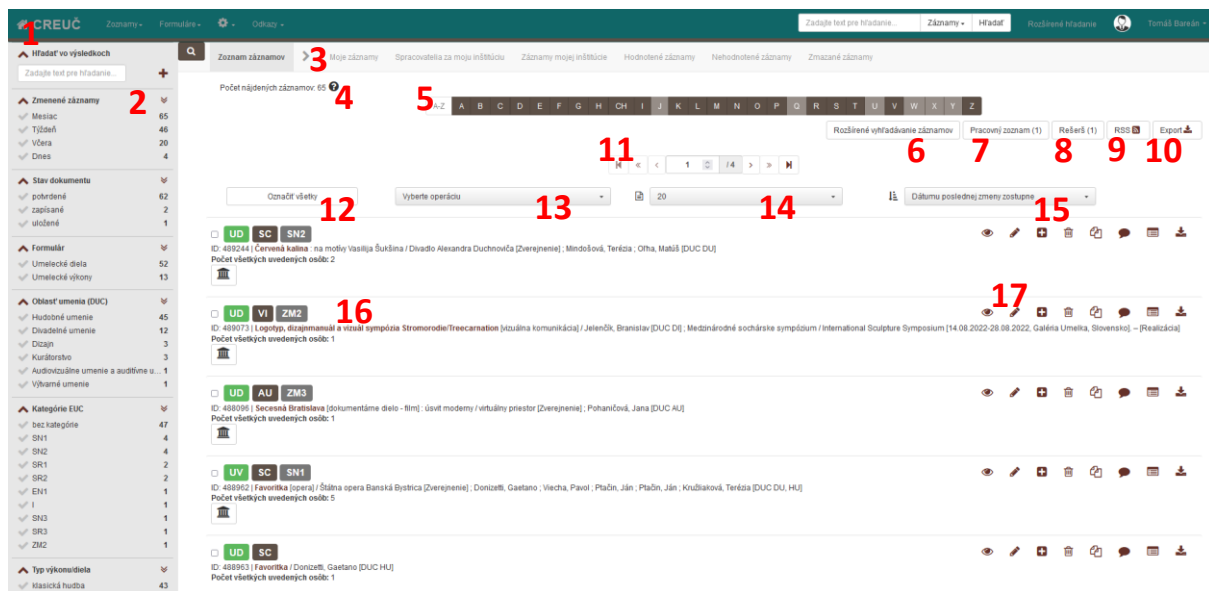 CREUČ Zoznamy Formuláre Odkazy Zadajte text pre hľadanie... Záznamy Hľadať Rozšírené hľadanie Tomáš Bareán
1
Hľadať vo výsledkoch
Zadajte text pre hľadanie...
2
Zmenené záznamy
Mesiac 65
Týždeň 46
Včera 20
Dnes 4
Stav dokumentu
potvrdené 62
zapísané 2
uložené 1
Formulár
Umelecké diela 52
Umelecké výkony 13
Oblasť umenia (DUC)
Hudobné umenie 45
Divadelné umenie 12
Dizajn 3
Kurátorstvo 3
Audiovizuálne umenie a auditívne u... 1
Výtvarné umenie 1
Kategórie EUC
bez kategórie 47
SN1 4
SN2 4
SR1 2
SR2 2
EN1 1
I 1
SN3 1
SR3 1
ZM2 1
Typ výkonu/diela
klasická hudba 43
Zoznam záznamov 3 Moje záznamy Spracovatelia za moju inštitúciu Záznamy mojej inštitúcie Hodnotené záznamy Nehodnotené záznamy Zmazané záznamy
Počet nájdených záznamov: 65
4
5
A-Z A B C D E F G H CH I J K L M N O P Q R S T U V W X Y Z
Rozšírené vyhľadávanie záznamov Pracovný zoznam (1) Rešerš (1) RSS Export
6 7 8 9 10
11
1 / 4
Označiť všetky Vyberte operáciu 20 Dátumu poslednej zmeny zostupne
12 13 14 15
UD SC SN2
ID: 489244 | Červená kalina : na motívy Vasilija Šukšina / Divadlo Alexandra Duchnoviča [Zverejnenie] ; Mindošová, Terézia ; Oľha, Matúš [DUC DU]
Počet všetkých uvedených osôb: 2
16 17
UD VI ZM2
ID: 489073 | Logotyp, dizajnmanuál a vizuál sympózia Stromorodie/Treecarnation [vizuálna komunikácia] / Jelenčík, Branislav [DUC DI] ; Medzinárodné sochárske sympózium / International Sculpture Symposium [14.08.2022-28.08.2022, Galéria Umelka, Slovensko]. – [Realizácia]
Počet všetkých uvedených osôb: 1
UD AU ZM3
ID: 488096 | Secesná Bratislava [dokumentárne dielo - film] : úsvit moderny / virtuálny priestor [Zverejnenie] ; Pohaničová, Jana [DUC AU]
Počet všetkých uvedených osôb: 1
UV SC SN1
ID: 488962 | Favoritka [opera] / Štátna opera Banská Bystrica [Zverejnenie] ; Donizetti, Gaetano ; Viecha, Pavol ; Ptačin, Ján ; Ptačin, Ján ; Kružliaková, Terézia [DUC DU, HU]
Počet všetkých uvedených osôb: 5
UD SC
ID: 488963 | Favoritka / Donizetti, Gaetano [DUC HU]
Počet všetkých uvedených osôb: 1